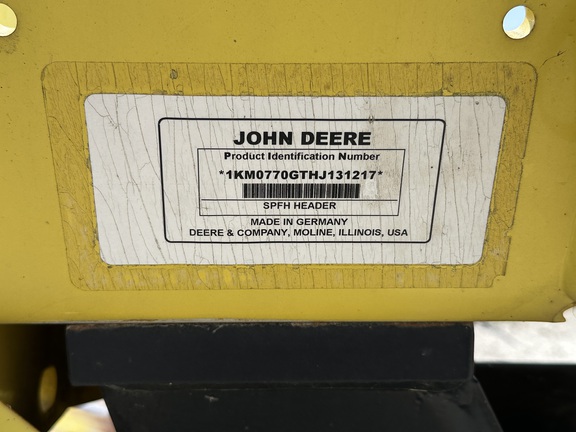 JOHN DEERE
Product Identification Number
*1KM0770GTHJ131217*
SPFH HEADER
MADE IN GERMANY
DEERE & COMPANY, MOLINE, ILLINOIS, USA